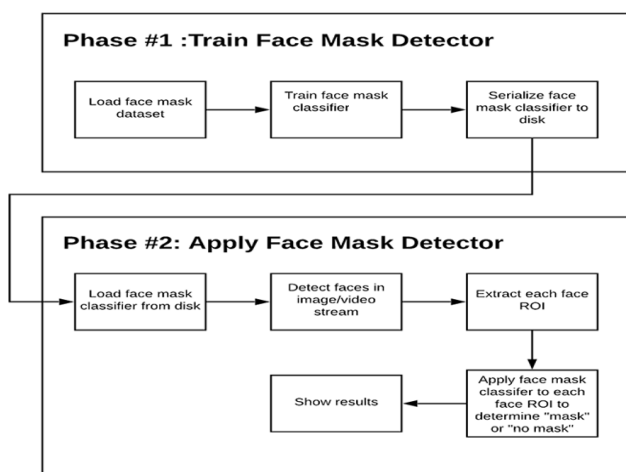 Phase #1 :Train Face Mask Detector
Load face mask
dataset
Train face mask
classifier
Serialize face
mask classifier to
disk
Phase #2: Apply Face Mask Detector
Load face mask
classifier from disk
Detect faces in
image/video
stream
Extract each face
ROI
Apply face mask
classifer to each
face ROI to
determine "mask"
or "no mask"
Show results